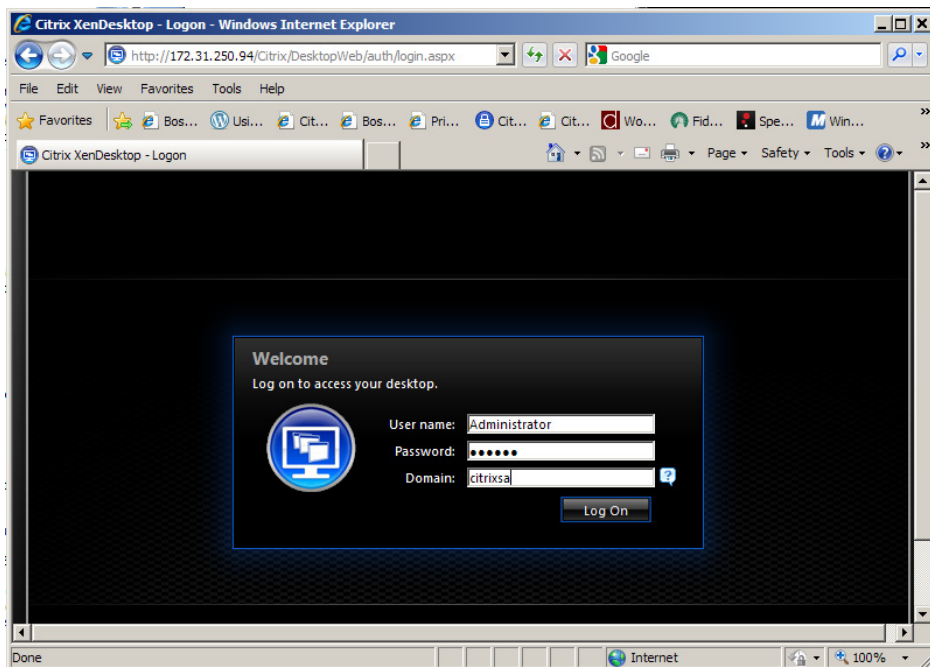 Citrix XenDesktop - Logon - Windows Internet Explorer
http://172.31.250.94/Citrix/DesktopWeb/auth/login.aspx
Google
File Edit View Favorites Tools Help
Favorites Bos... Usi... Cit... Bos... Pri... Cit... Cit... Wo... Fid... Spe... Win... »
Citrix XenDesktop - Logon
Page Safety Tools »
Welcome
Log on to access your desktop.
User name: Administrator
Password: ••••••
Domain: citrixsa
Log On
Done Internet 100%